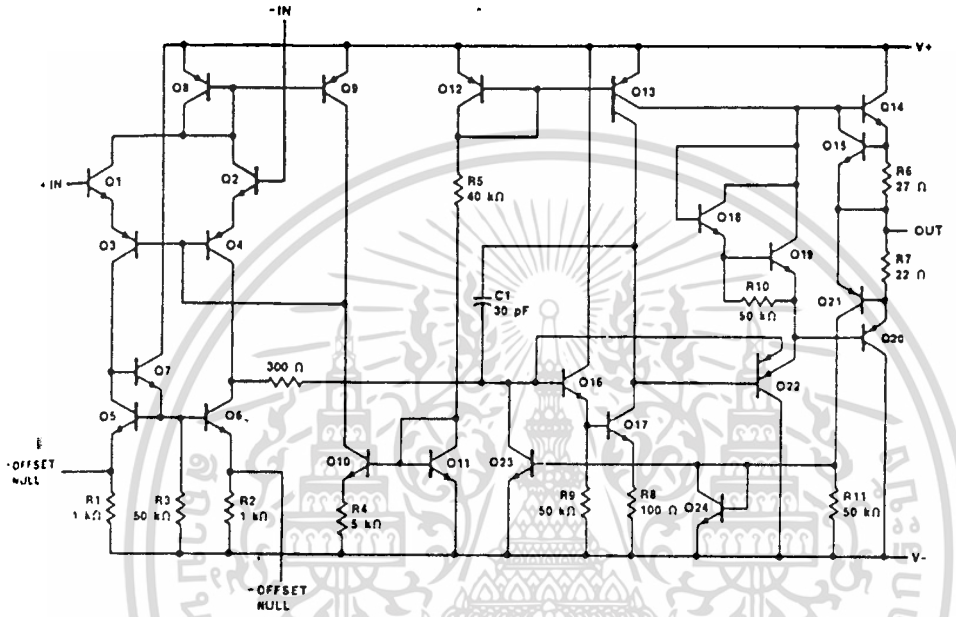 -IN
V+
Q8
Q9
Q12
Q13
Q14
Q15
+IN
Q1
Q2
R5
40 kΩ
R6
27 Ω
Q18
OUT
Q3
Q4
Q19
R7
22 Ω
C1
30 pF
R10
50 kΩ
Q21
Q20
Q7
300 Ω
Q16
Q22
Q5
Q6
Q17
-OFFSET
NULL
Q10
Q11
Q23
R1
1 kΩ
R3
50 kΩ
R2
1 kΩ
R4
5 kΩ
R9
50 kΩ
R8
100 Ω
Q24
R11
50 kΩ
V-
-OFFSET
NULL